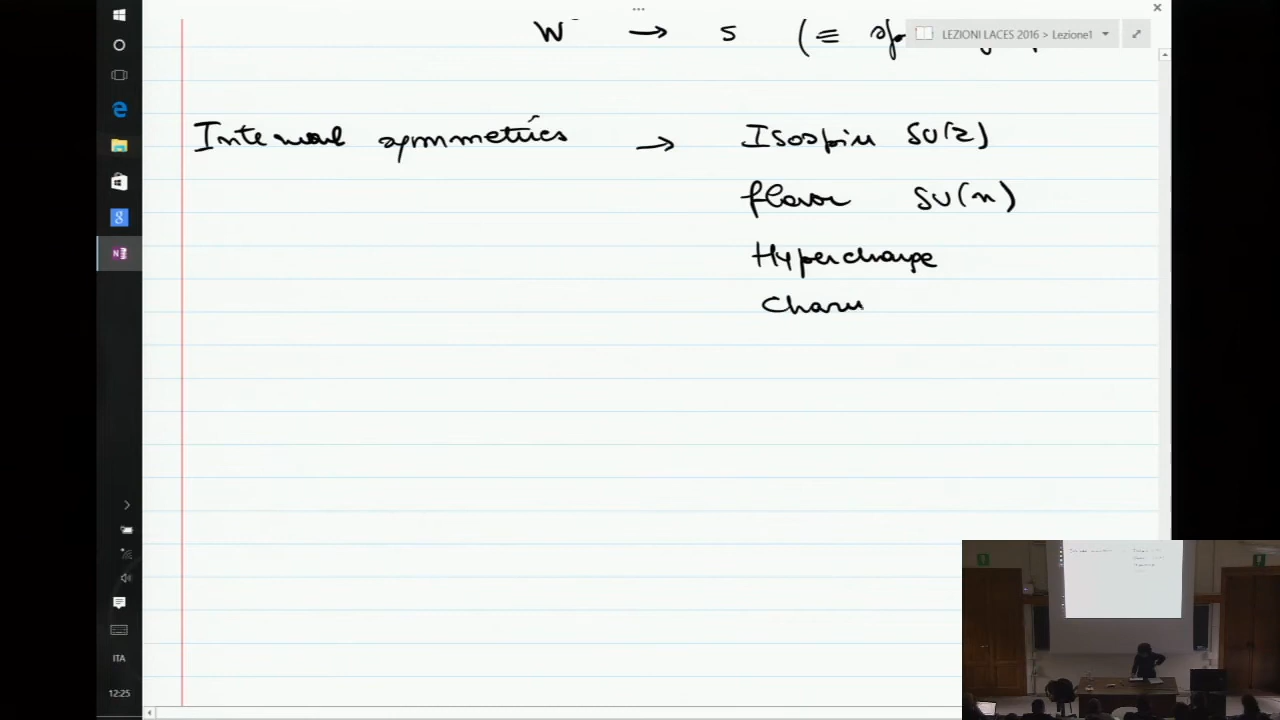 W → s (≡
LEZIONI LACES 2016 > Lezione1
Internal symmetries → Isospin SU(2)
flavor SU(n)
Hypercharge
Charm
ITA
12:25